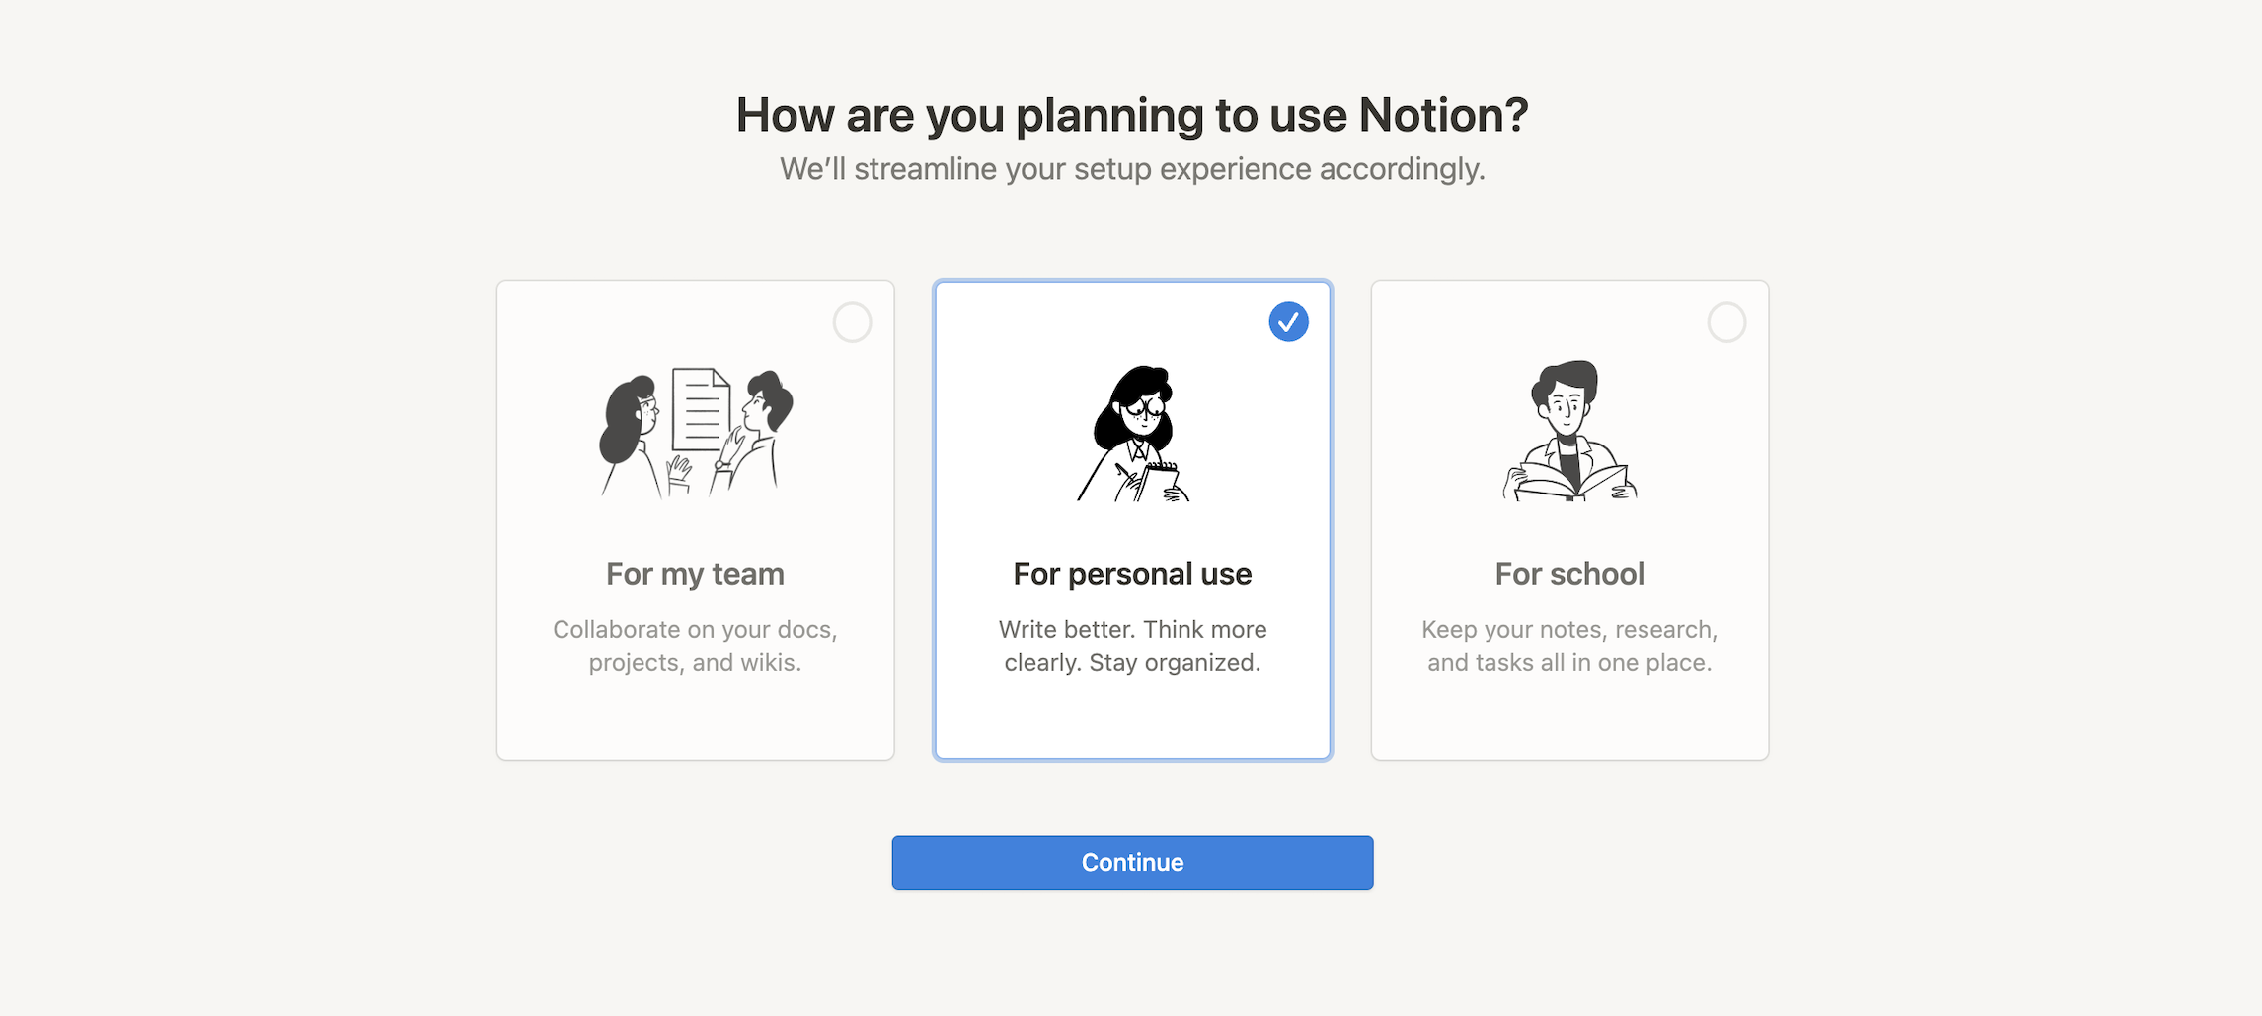 How are you planning to use Notion?
We’ll streamline your setup experience accordingly.
For my team
Collaborate on your docs,
projects, and wikis.
For personal use
Write better. Think more
clearly. Stay organized.
For school
Keep your notes, research,
and tasks all in one place.
Continue